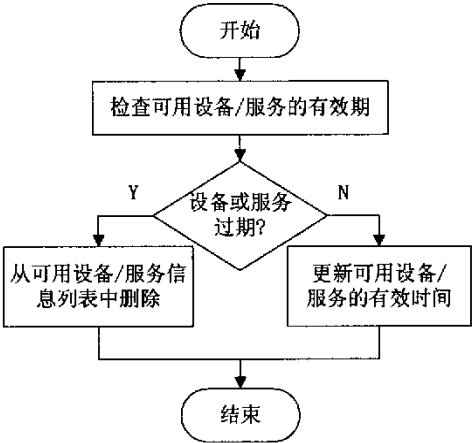 开始
检查可用设备/服务的有效期
设备或服务
过期?
Y
N
从可用设备/服务信
息列表中删除
更新可用设备/
服务的有效时间
结束